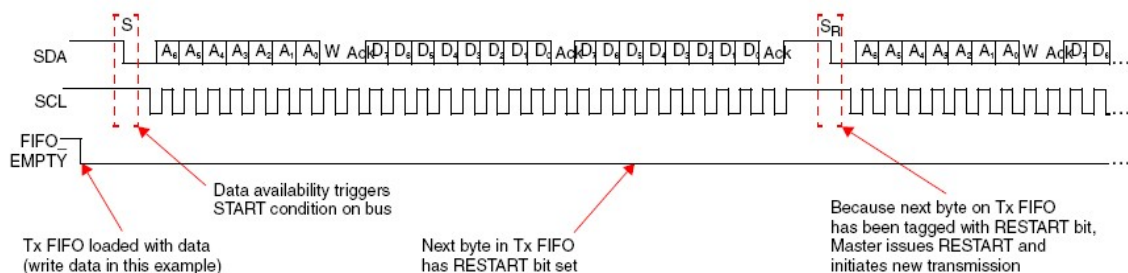 S
S_R
SDA A₆ A₅ A₄ A₃ A₂ A₁ A₀ W Ack D₇ D₆ D₅ D₄ D₃ D₂ D₁ D₀ Ack D₇ D₆ D₅ D₄ D₃ D₂ D₁ D₀ Ack A₆ A₅ A₄ A₃ A₂ A₁ A₀ W Ack D₇ D₆ ...
SCL ...
FIFO_
EMPTY ...
Data availability triggers
START condition on bus
Tx FIFO loaded with data
(write data in this example)
Next byte in Tx FIFO
has RESTART bit set
Because next byte on Tx FIFO
has been tagged with RESTART bit,
Master issues RESTART and
initiates new transmission